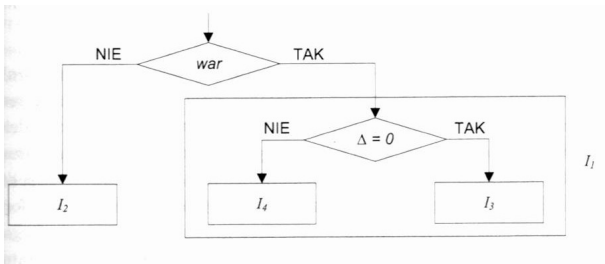 NIE
war
TAK
NIE
Δ = 0
TAK
I₁
I₂
I₄
I₃